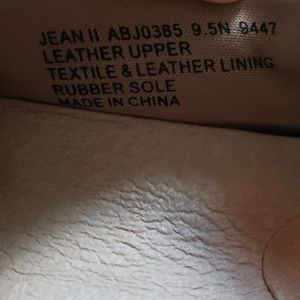 JEAN II ABJ0385 9.5N 9447
LEATHER UPPER
TEXTILE & LEATHER LINING
RUBBER SOLE
MADE IN CHINA